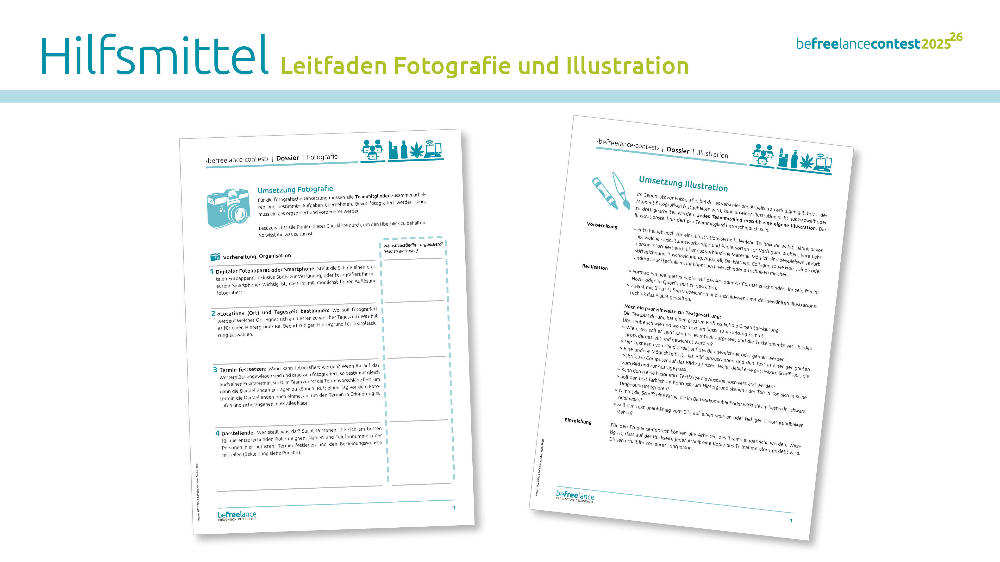 Hilfsmittel Leitfaden Fotografie und Illustration
befreelancecontest 2025 26
‹befreelance-contest› | Dossier | Fotografie
Umsetzung Fotografie
Für die fotografische Umsetzung müssen alle Teammitglieder zusammenarbei-
ten und bestimmte Aufgaben übernehmen. Bevor fotografiert werden kann,
muss einiges organisiert und vorbereitet werden.
Lest zunächst alle Punkte dieser Checkliste durch, um den Überblick zu behalten.
So wisst ihr, was zu tun ist.
Wer ist zuständig – organisiert?
(Namen eintragen)
Vorbereitung, Organisation
1 Digitaler Fotoapparat oder Smartphone: Stellt die Schule einen digi-
talen Fotoapparat inklusive Stativ zur Verfügung, oder fotografiert ihr mit
eurem Smartphone? Wichtig ist, dass ihr mit möglichst hoher Auflösung
fotografiert.
2 «Location» (Ort) und Tageszeit bestimmen: Wo soll fotografiert
werden? Welcher Ort eignet sich am besten zu welcher Tageszeit? Was hat
es für einen Hintergrund? Bei Bedarf ruhigen Hintergrund für Textplatzie-
rung auswählen.
3 Termin festsetzen: Wann kann fotografiert werden? Wenn ihr auf das
Wetterglück angewiesen seid und draussen fotografiert, so bestimmt gleich
auch einen Ersatztermin. Setzt im Team zuerst die Terminvorschläge fest, um
dann die Darstellenden anfragen zu können. Ruft einen Tag vor dem Foto-
termin die Darstellenden noch einmal an, um den Termin in Erinnerung zu
rufen und sicherzugehen, dass alles klappt.
4 Darstellende: Wer stellt was dar? Sucht Personen, die sich am besten
für die entsprechenden Rollen eignen. Namen und Telefonnummern der
Personen hier auflisten. Termin festlegen und den Bekleidungswunsch
mitteilen (Bekleidung siehe Punkt 5).
Version 3/02.2025, © befreelance, Autor: Fausto Tisato
befreelance
PRÄVENTION. GESUNDHEIT.
1
‹befreelance-contest› | Dossier | Illustration
Umsetzung Illustration
Im Gegensatz zur Fotografie, bei der es verschiedene Arbeiten zu erledigen gilt, bevor der
Moment fotografisch festgehalten wird, kann an einer Illustration nicht gut zu zweit oder
zu dritt gearbeitet werden. Jedes Teammitglied erstellt eine eigene Illustration. Die
Illustrationstechnik darf pro Teammitglied unterschiedlich sein.
Vorbereitung
> Entscheidet euch für eine Illustrationstechnik. Welche Technik ihr wählt, hängt davon
ab, welche Gestaltungswerkzeuge und Papiersorten zur Verfügung stehen. Eure Lehr-
person informiert euch über das vorhandene Material. Möglich sind beispielsweise Farb-
stiftzeichnung, Tuschzeichnung, Aquarell, Deckfarben, Collagen sowie Holz-, Linol- oder
andere Drucktechniken. Ihr könnt auch verschiedene Techniken mischen.
Realisation
> Format: Ein geeignetes Papier auf das A4- oder A3-Format zuschneiden. Ihr seid frei im
Hoch- oder im Querformat zu gestalten.
> Zuerst mit Bleistift fein vorzeichnen und anschliessend mit der gewählten Illustrations-
technik das Plakat gestalten.
Noch ein paar Hinweise zur Textgestaltung:
Die Textplatzierung hat einen grossen Einfluss auf die Gesamtgestaltung.
Überlegt euch wie und wo der Text am besten zur Geltung kommt.
> Wie gross soll er sein? Kann er eventuell aufgeteilt und die Textelemente verschieden
gross dargestellt und gewichtet werden?
> Der Text kann von Hand direkt auf das Bild gezeichnet oder gemalt werden.
> Eine andere Möglichkeit ist, das Bild einzuscannen und den Text in einer geeigneten
Schrift am Computer auf das Bild zu setzen. Wählt dabei eine gut lesbare Schrift aus, die
zum Bild und zur Aussage passt.
> Kann durch eine bestimmte Textfarbe die Aussage noch verstärkt werden?
> Soll der Text farblich im Kontrast zum Hintergrund stehen oder Ton in Ton sich in seine
Umgebung integrieren?
> Nimmt die Schrift eine Farbe, die im Bild vorkommt auf oder wirkt sie am besten in schwarz
oder weiss?
> Soll der Text unabhängig vom Bild auf einen weissen oder farbigen Hintergrundbalken
stehen?
Einreichung
Für den Freelance-Contest können alle Arbeiten des Teams eingereicht werden. Wich-
tig ist, dass auf der Rückseite jeder Arbeit eine Kopie des Teilnahmetalons geklebt wird.
Diesen erhält ihr von eurer Lehrperson.
Version 3/02.2025, © befreelance, Autor: Fausto Tisato
befreelance
PRÄVENTION. GESUNDHEIT.
1